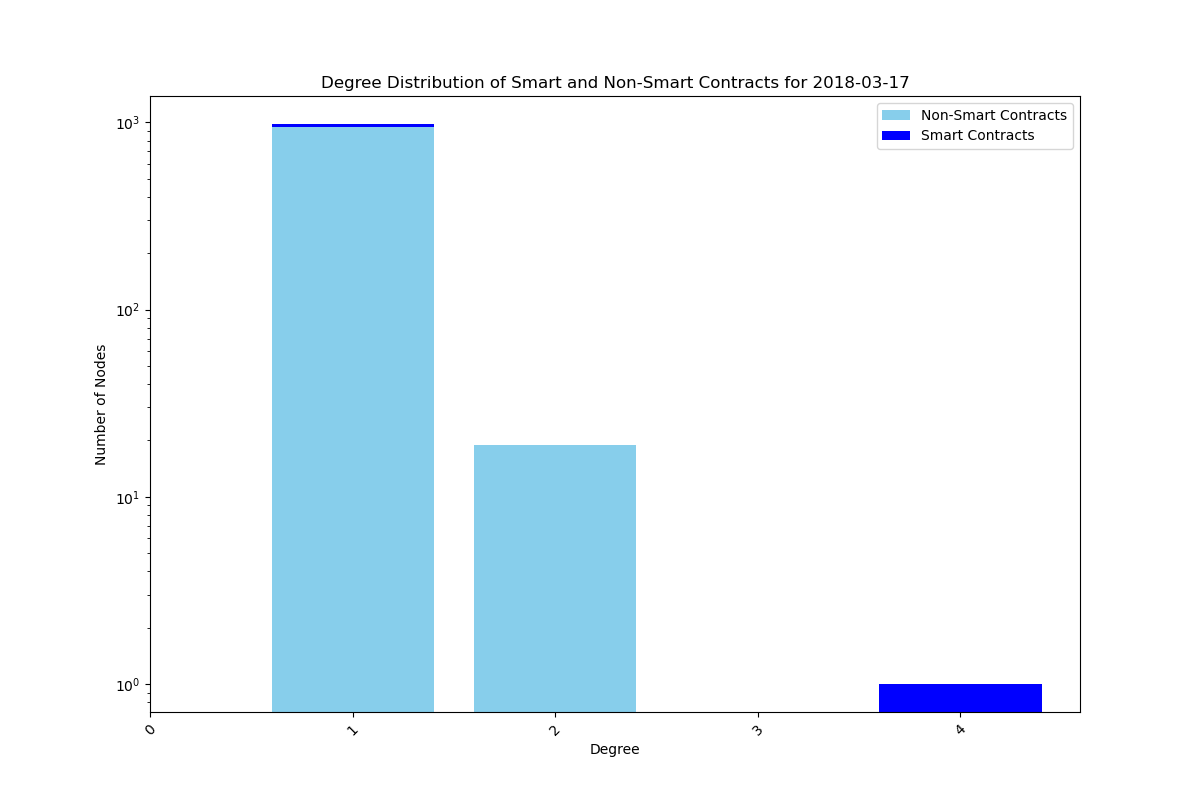 Degree Distribution of Smart and Non-Smart Contracts for 2018-03-17
Non-Smart Contracts
Smart Contracts
Number of Nodes
10³
10²
10¹
10⁰
0 1 2 3 4
Degree